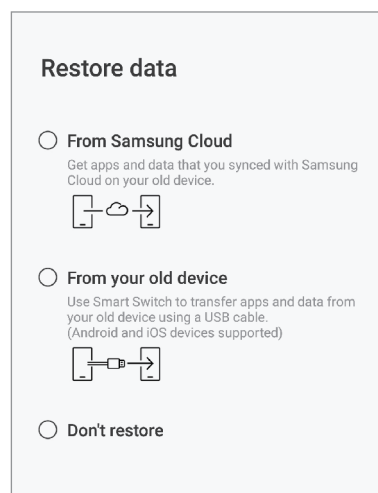 Restore data
From Samsung Cloud
Get apps and data that you synced with Samsung
Cloud on your old device.
From your old device
Use Smart Switch to transfer apps and data from
your old device using a USB cable.
(Android and iOS devices supported)
Don't restore